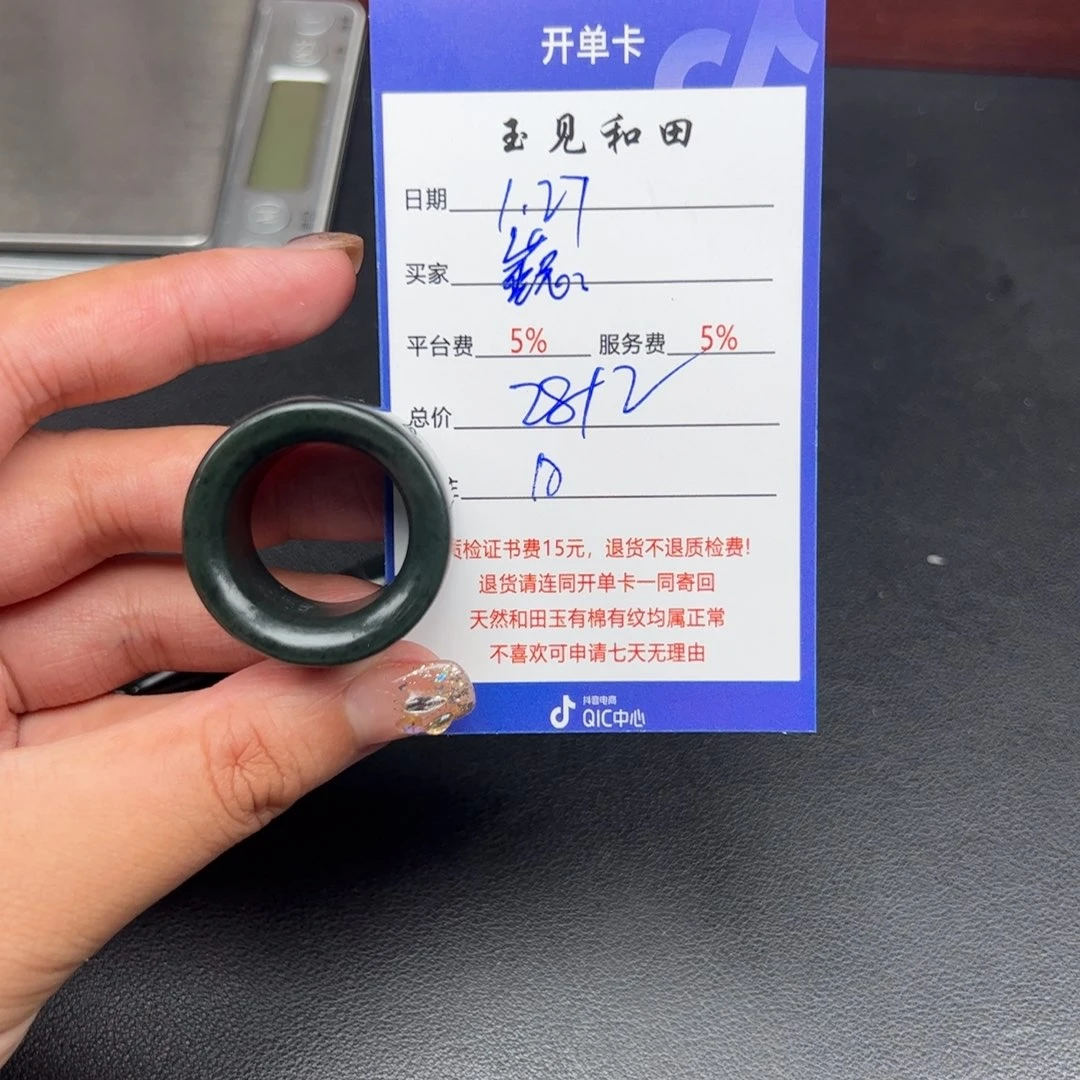 开单卡
玉见和田
日期 1.27
买家
平台费 5% 服务费 5%
总价 28+2
10
质检证书费15元，退货不退质检费!
退货请连同开单卡一同寄回
天然和田玉有棉有纹均属正常
不喜欢可申请七天无理由
抖音电商
QIC中心